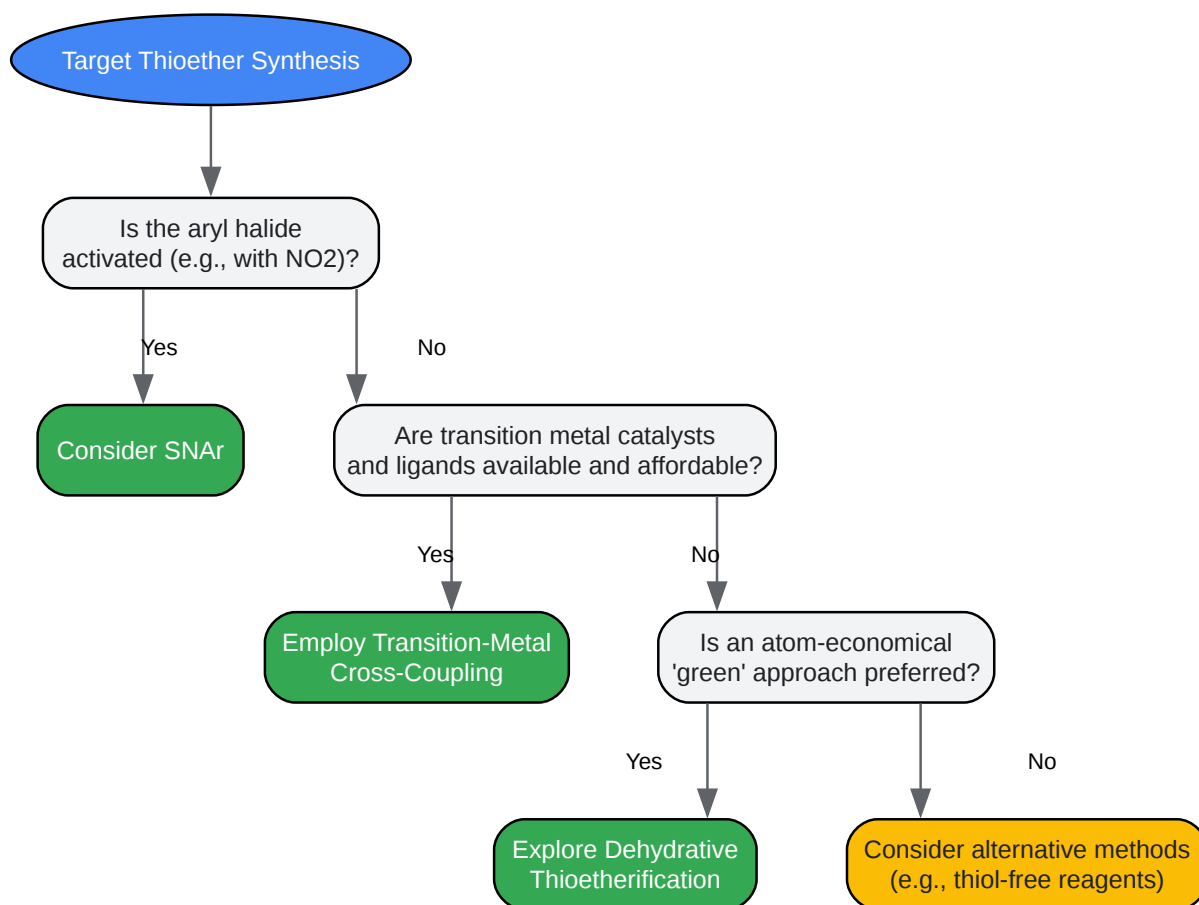 Target Thioether Synthesis
Is the aryl halide
activated (e.g., with NO2)?
Yes
No
Consider SNAr
Are transition metal catalysts
and ligands available and affordable?
Yes
No
Employ Transition-Metal
Cross-Coupling
Is an atom-economical
'green' approach preferred?
Yes
No
Explore Dehydrative
Thioetherification
Consider alternative methods
(e.g., thiol-free reagents)